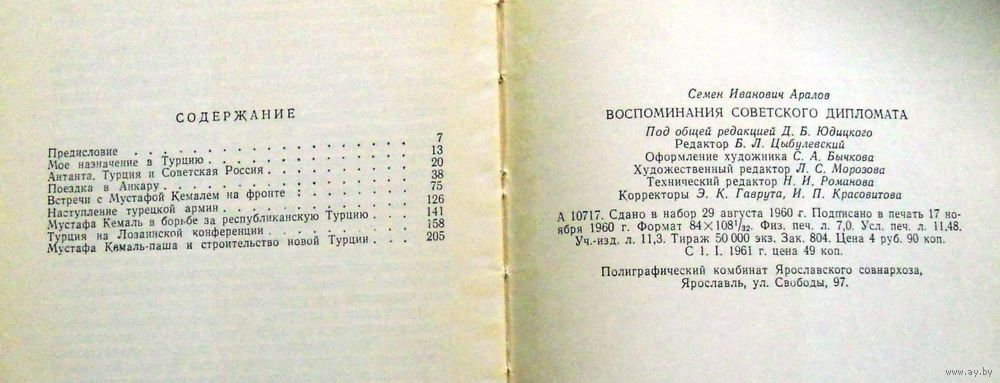 СОДЕРЖАНИЕ
Предисловие . . . . . . . . . . . . . . . . 7
Мое назначение в Турцию . . . . . . . . . . 13
Антанта, Турция и Советская Россия . . . . . . 20
Поездка в Анкару . . . . . . . . . . . . . 38
Встречи с Мустафой Кемалем на фронте . . . . . 75
Наступление турецкой армии . . . . . . . . . 126
Мустафа Кемаль в борьбе за республиканскую Турцию . 141
Турция на Лозаннской конференции . . . . . . . 158
Мустафа Кемаль-паша и строительство новой Турции . . . 205
Семен Иванович Аралов
ВОСПОМИНАНИЯ СОВЕТСКОГО ДИПЛОМАТА
Под общей редакцией Д. Б. Юдицкого
Редактор Б. Л. Цыбулевский
Оформление художника С. А. Бычкова
Художественный редактор Л. С. Морозова
Технический редактор Н. И. Романова
Корректоры Э. К. Гаврута, И. П. Красовитова
А 10717. Сдано в набор 29 августа 1960 г. Подписано в печать 17 но-
ября 1960 г. Формат 84×108¹/₃₂. Физ. печ. л. 7,0. Усл. печ. л. 11,48.
Уч.-изд. л. 11,3. Тираж 50 000 экз. Зак. 804. Цена 4 руб. 90 коп.
С 1. I. 1961 г. цена 49 коп.
Полиграфический комбинат Ярославского совнархоза,
Ярославль, ул. Свободы, 97.
www.ay.by